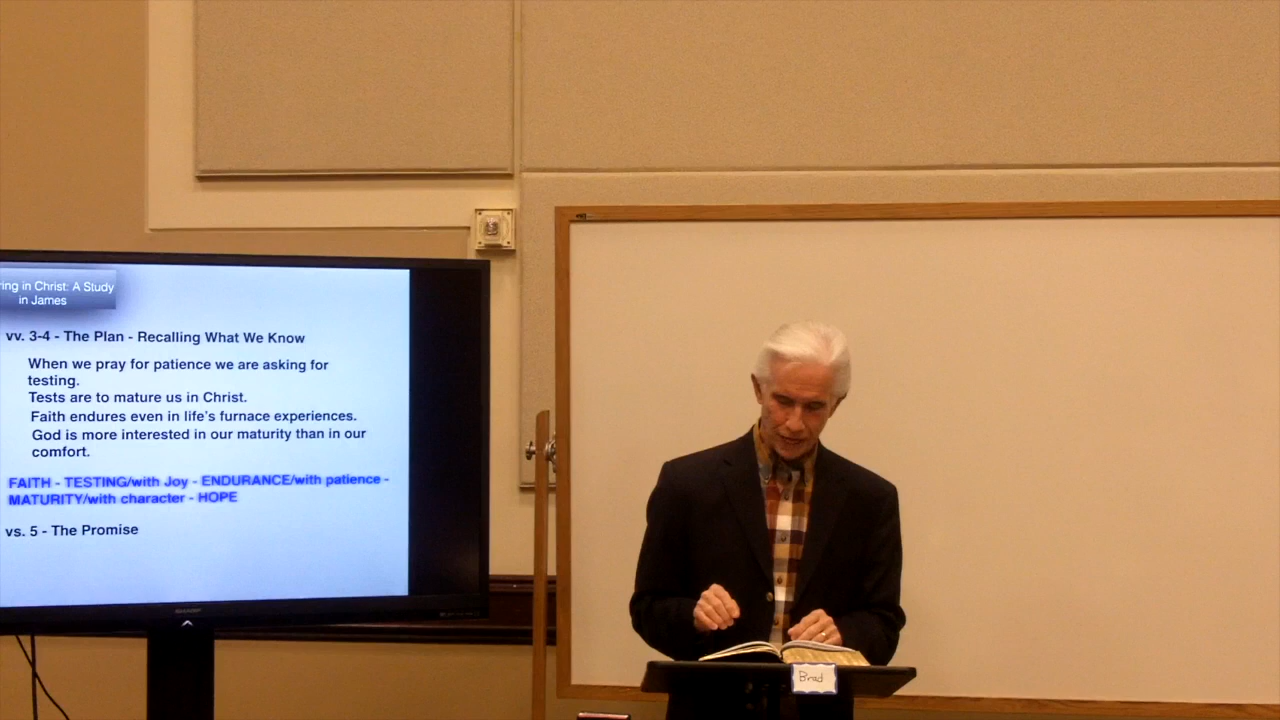 ring in Christ: A Study
in James
vv. 3-4 - The Plan - Recalling What We Know
When we pray for patience we are asking for
testing.
Tests are to mature us in Christ.
Faith endures even in life's furnace experiences.
God is more interested in our maturity than in our
comfort.
FAITH - TESTING/with Joy - ENDURANCE/with patience -
MATURITY/with character - HOPE
vs. 5 - The Promise
SHARP
Brad